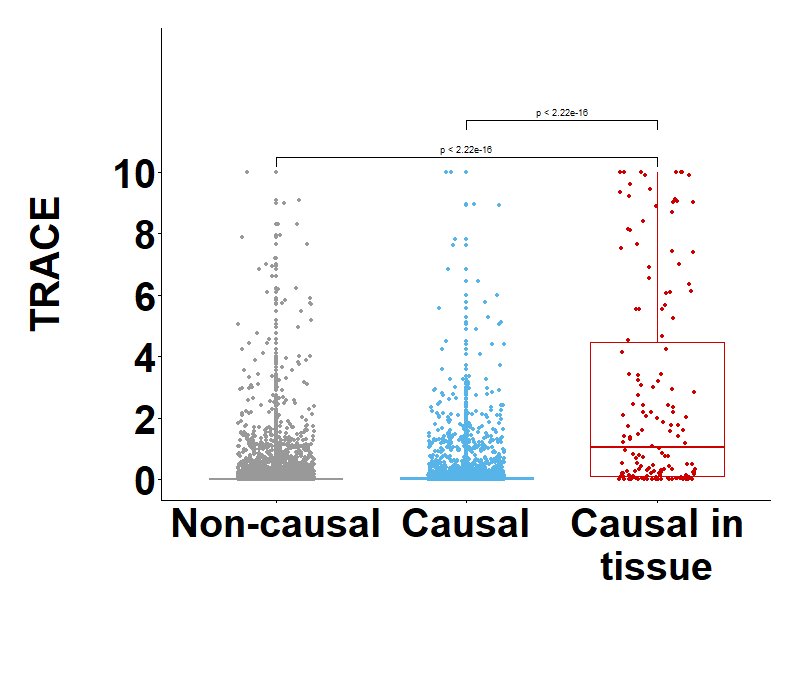 p < 2.22e-16
p < 2.22e-16
10
8
6
4
2
0
TRACE
Non-causal
Causal
Causal in
tissue